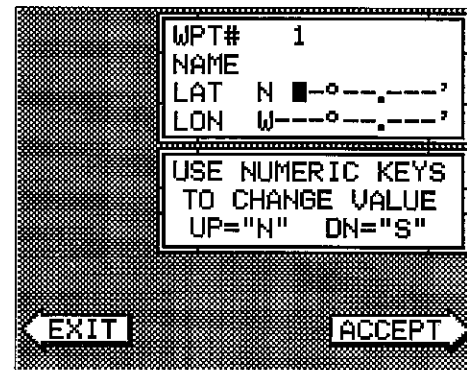 WPT# 1
NAME
LAT N █-°--.---'
LON W---°--.---'
USE NUMERIC KEYS
TO CHANGE VALUE
UP="N" DN="S"
EXIT
ACCEPT